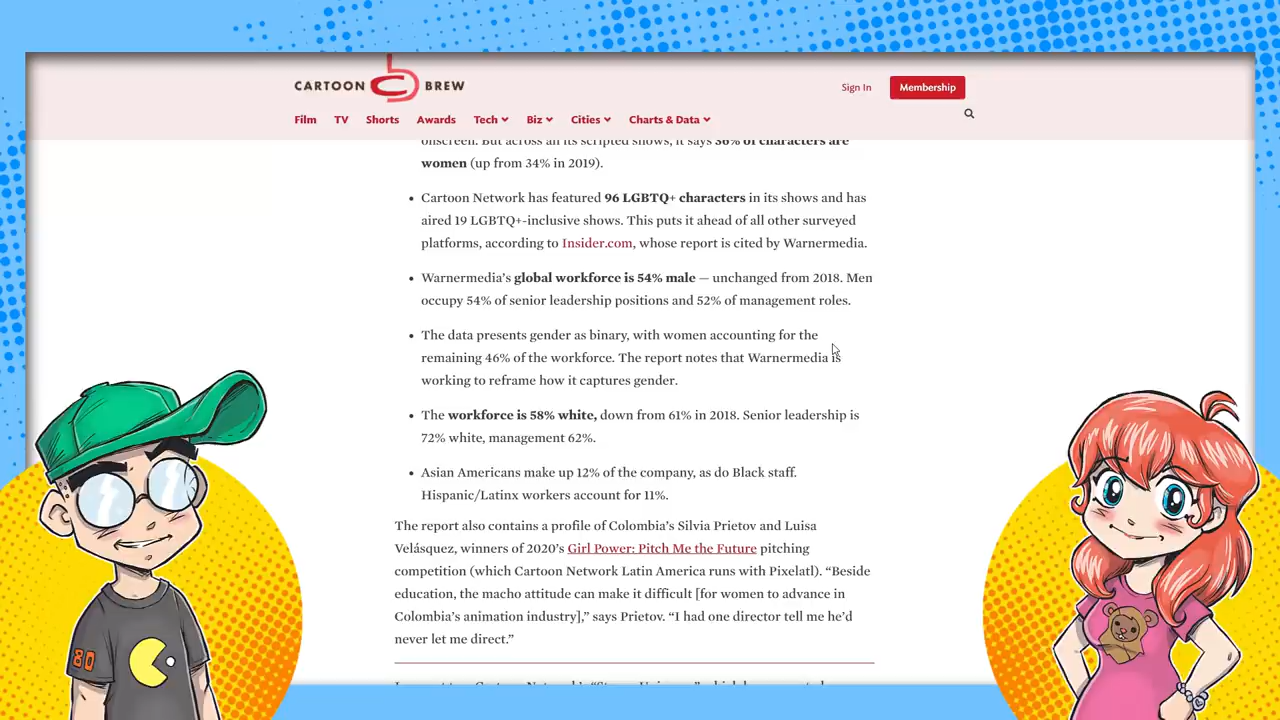 CARTOON BREW
Sign In
Membership
Film TV Shorts Awards Tech Biz Cities Charts & Data
onscreen. But across all its scripted shows, it says 36% of characters are
women (up from 34% in 2019).
• Cartoon Network has featured 96 LGBTQ+ characters in its shows and has
aired 19 LGBTQ+-inclusive shows. This puts it ahead of all other surveyed
platforms, according to Insider.com, whose report is cited by Warnermedia.
• Warnermedia's global workforce is 54% male — unchanged from 2018. Men
occupy 54% of senior leadership positions and 52% of management roles.
• The data presents gender as binary, with women accounting for the
remaining 46% of the workforce. The report notes that Warnermedia is
working to reframe how it captures gender.
• The workforce is 58% white, down from 61% in 2018. Senior leadership is
72% white, management 62%.
• Asian Americans make up 12% of the company, as do Black staff.
Hispanic/Latinx workers account for 11%.
The report also contains a profile of Colombia's Silvia Prietov and Luisa
Velásquez, winners of 2020's Girl Power: Pitch Me the Future pitching
competition (which Cartoon Network Latin America runs with Pixelatl). “Beside
education, the macho attitude can make it difficult [for women to advance in
Colombia's animation industry],” says Prietov. “I had one director tell me he'd
never let me direct.”
80